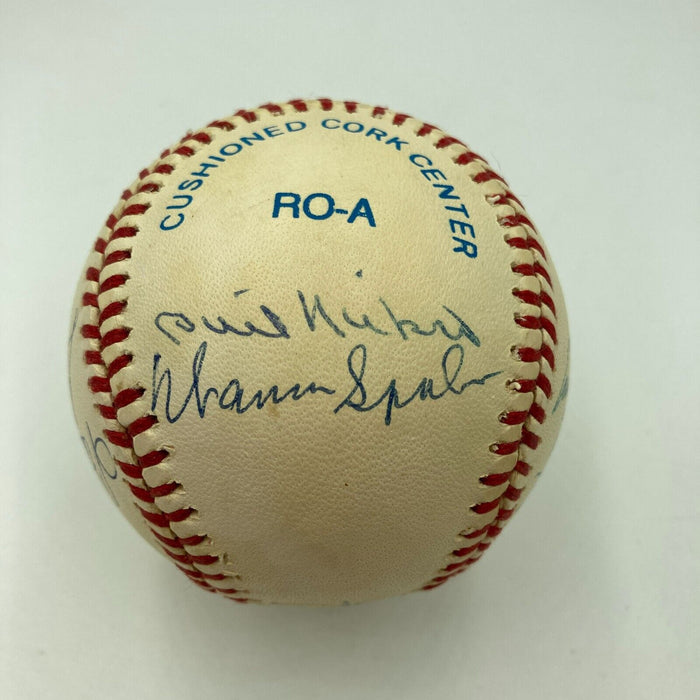 CUSHIONED CORK CENTER
RO-A
Phil Niekro
Warren Spahn